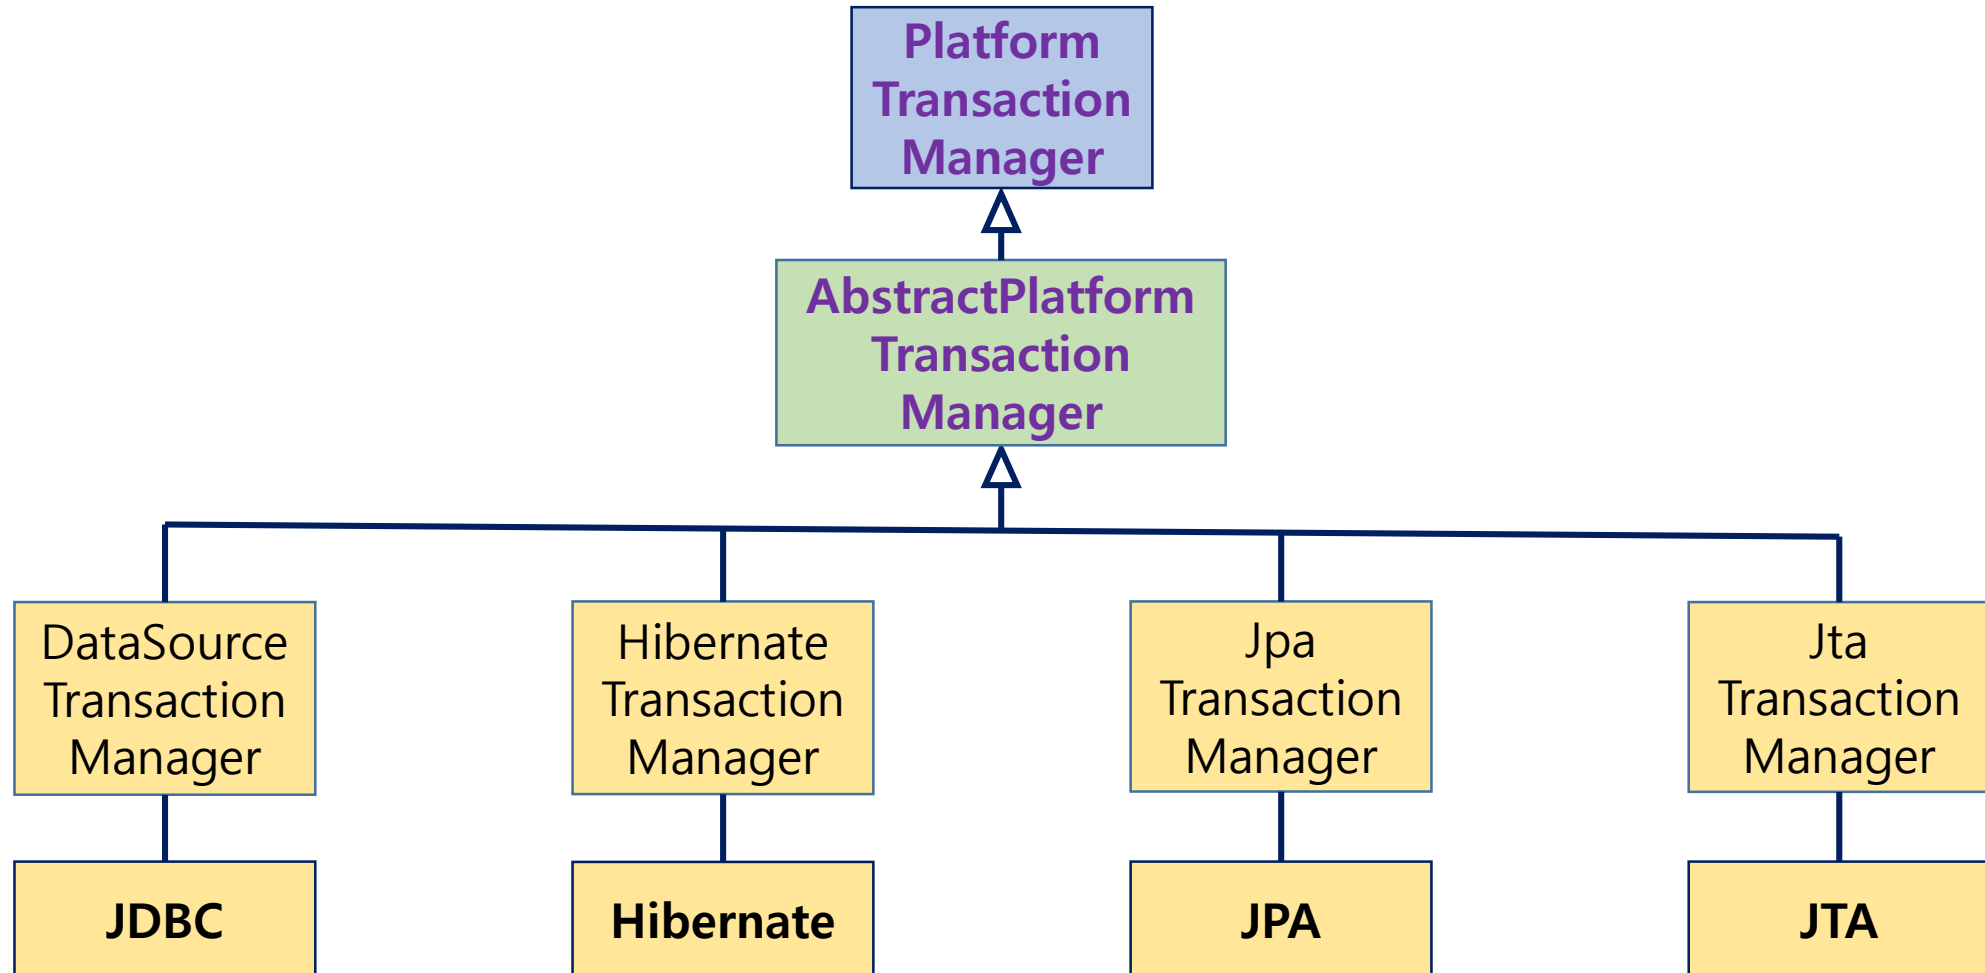 Platform
Transaction
Manager
AbstractPlatform
Transaction
Manager
DataSource
Transaction
Manager
Hibernate
Transaction
Manager
Jpa
Transaction
Manager
Jta
Transaction
Manager
JDBC
Hibernate
JPA
JTA